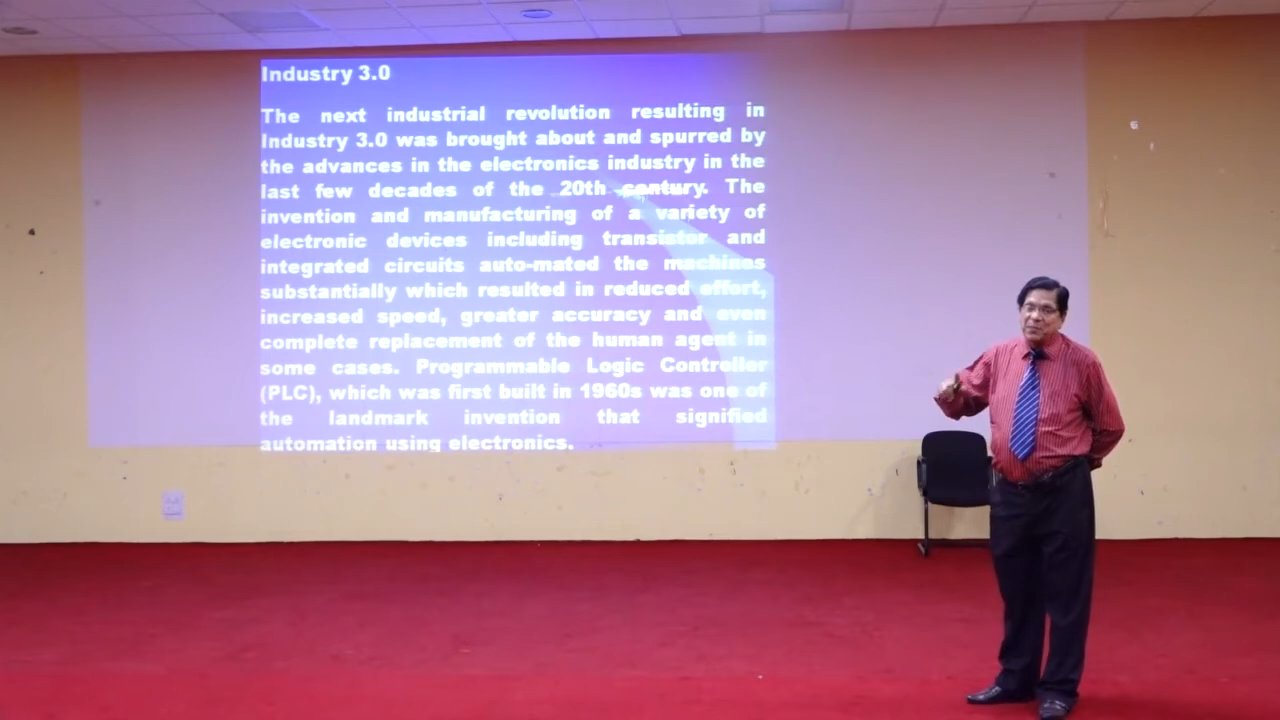 Industry 3.0
The next industrial revolution resulting in
Industry 3.0 was brought about and spurred by
the advances in the electronics industry in the
last few decades of the 20th century. The
invention and manufacturing of a variety of
electronic devices including transistor and
integrated circuits auto-mated the machines
substantially which resulted in reduced effort,
increased speed, greater accuracy and even
complete replacement of the human agent in
some cases. Programmable Logic Controller
(PLC), which was first built in 1960s was one of
the landmark invention that signified
automation using electronics.